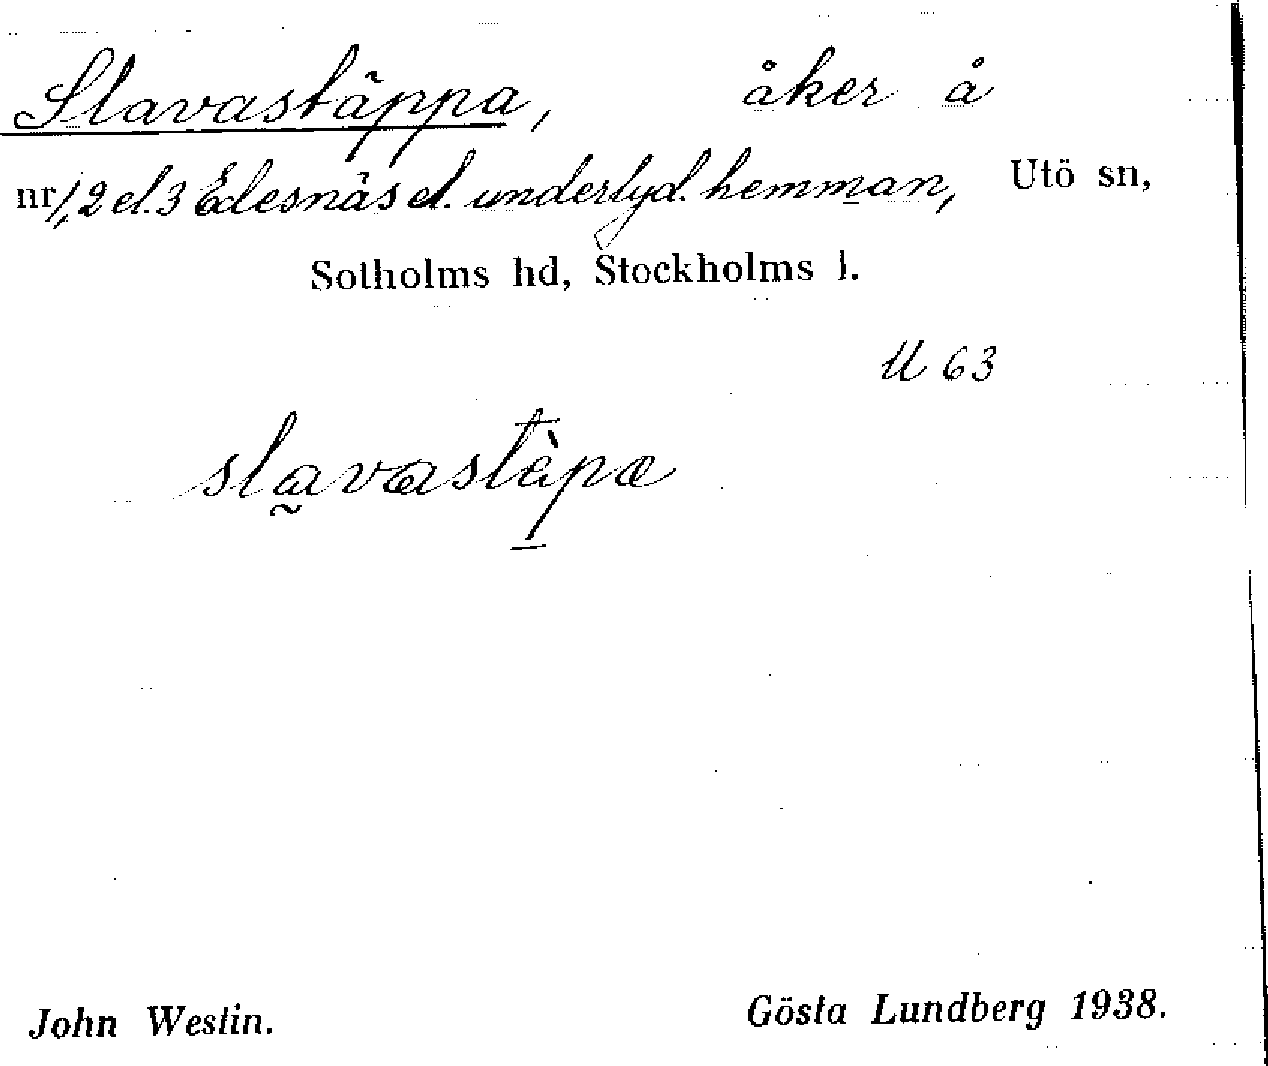 Slavastäppa, åker å
nr 1, 2 el. 3 Edesnäs el. underlyd. hemman, Utö sn,
Sotholms hd, Stockholms l.
U 63
slavastèpa
John Westin. Gösta Lundberg 1938.